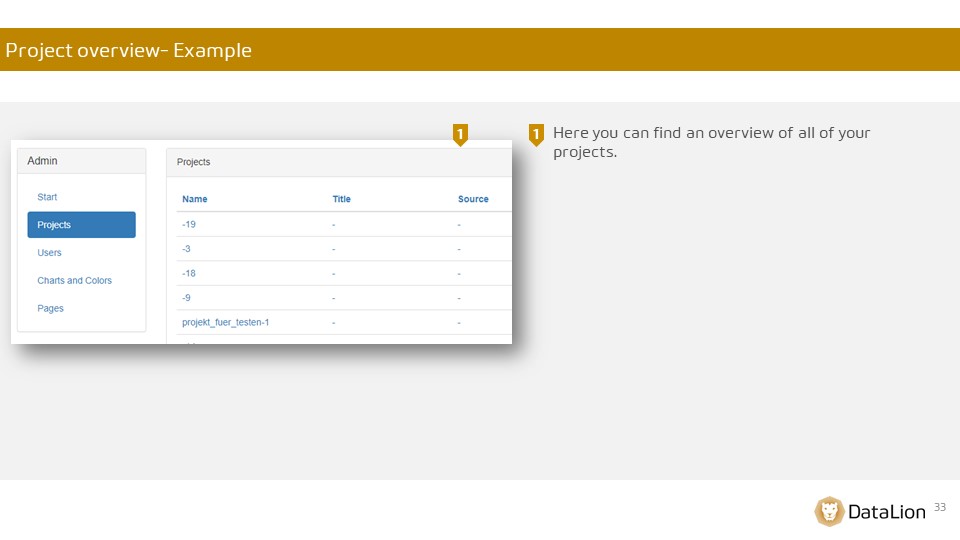 Project overview- Example
1
1 Here you can find an overview of all of your
projects.
Admin
Start
Projects
Users
Charts and Colors
Pages
Projects
Name Title Source
-19 - -
-3 - -
-18 - -
-9 - -
projekt_fuer_testen-1 - -
DataLion
33